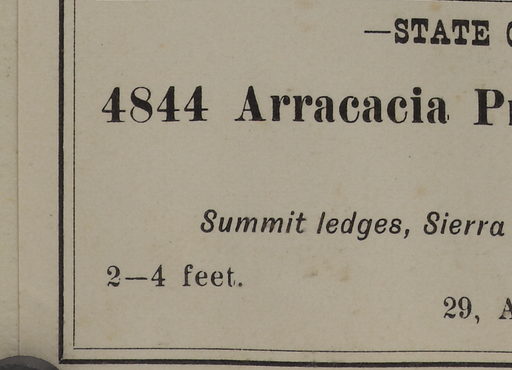 —STATE
4844 Arracacia
Summit ledges, Sierra
2—4 feet.
29,